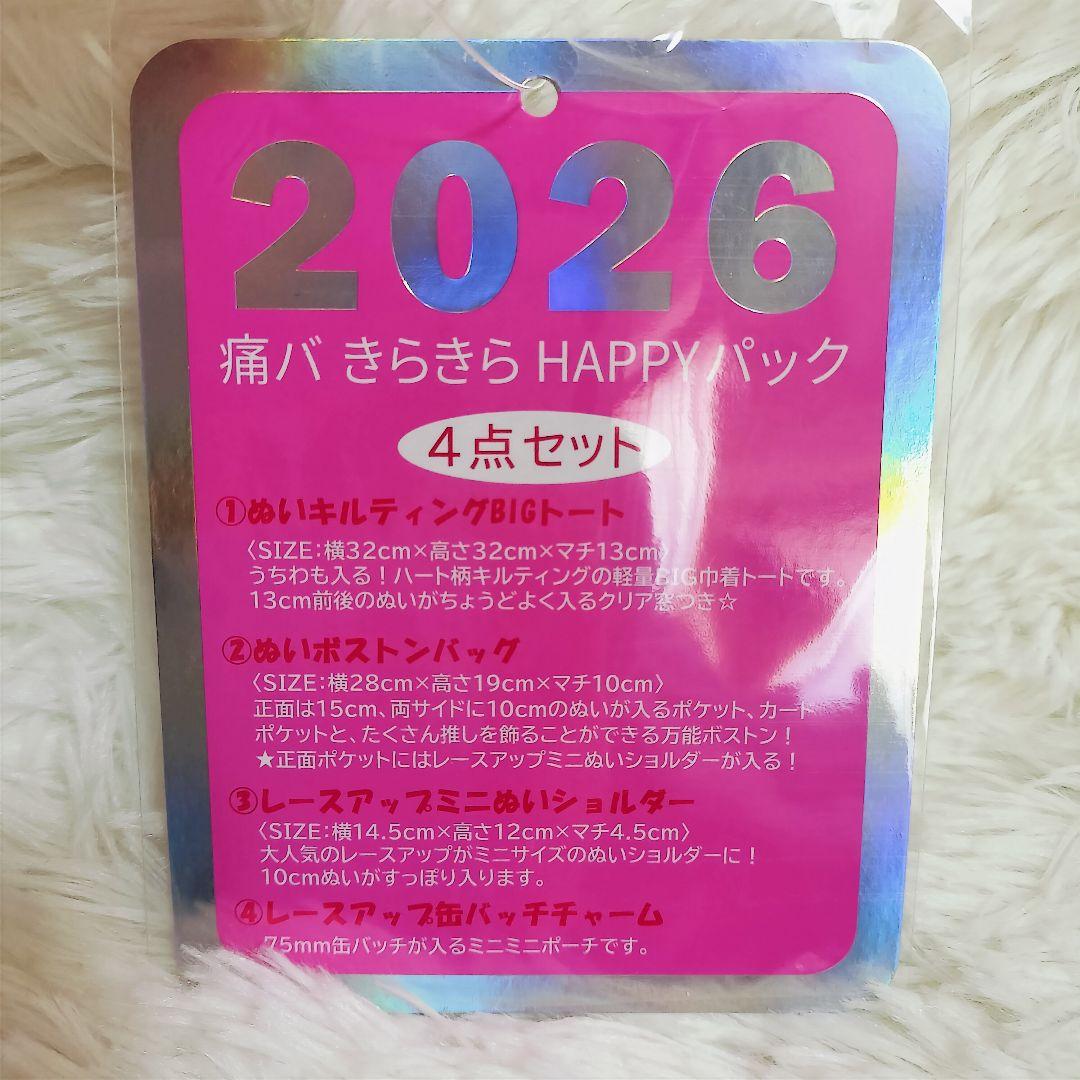 2026
痛バ きらきら HAPPYパック
4点セット
①ぬいキルティングBIGトート
〈SIZE:横32cm×高さ32cm×マチ13cm〉
うちわも入る!ハート柄キルティングの軽量BIG巾着トートです。
13cm前後のぬいがちょうどよく入るクリア窓つき☆
②ぬいボストンバッグ
〈SIZE:横28cm×高さ19cm×マチ10cm〉
正面は15cm、両サイドに10cmのぬいが入るポケット、カード
ポケットと、たくさん推しを飾ることができる万能ボストン!
★正面ポケットにはレースアップミニぬいショルダーが入る!
③レースアップミニぬいショルダー
〈SIZE:横14.5cm×高さ12cm×マチ4.5cm〉
大人気のレースアップがミニサイズのぬいショルダーに!
10cmぬいがすっぽり入ります。
④レースアップ缶バッチチャーム
75mm缶バッチが入るミニミニポーチです。